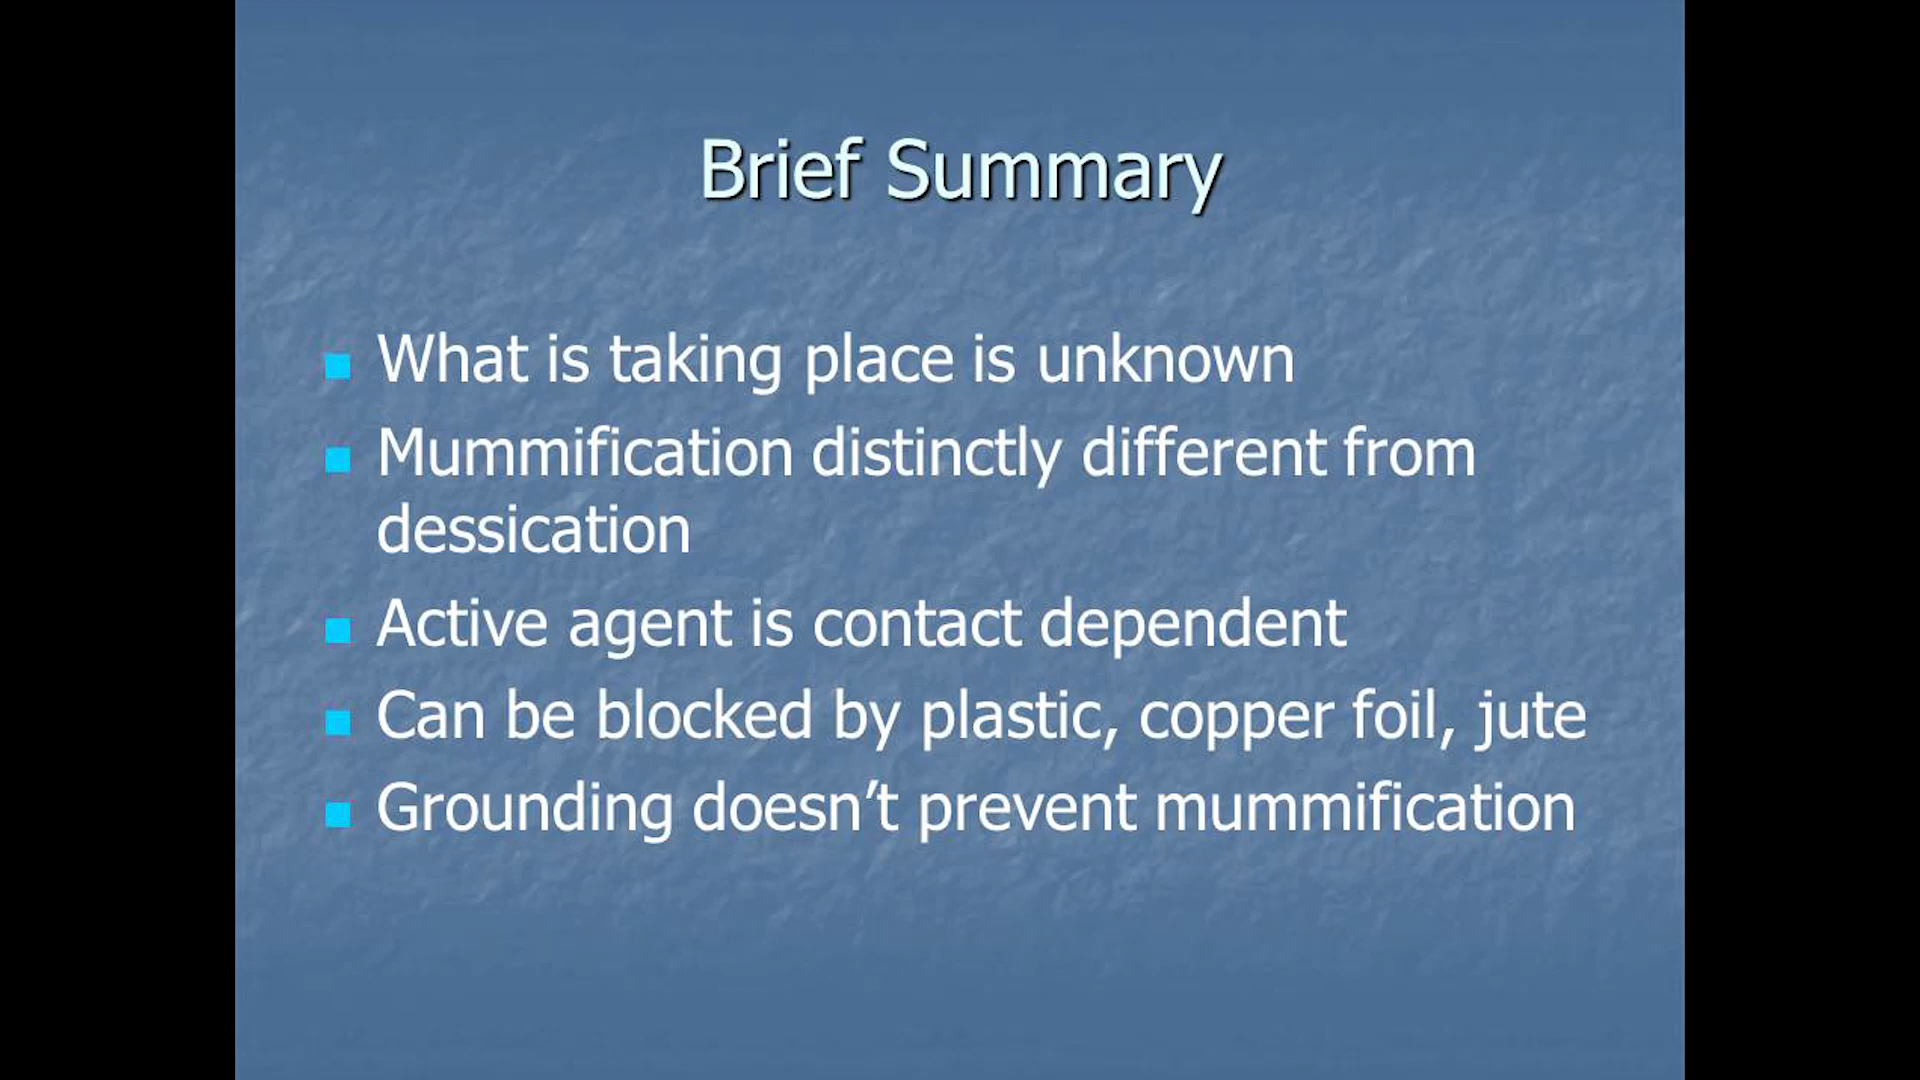 Brief Summary
What is taking place is unknown
Mummification distinctly different from
dessication
Active agent is contact dependent
Can be blocked by plastic, copper foil, jute
Grounding doesn’t prevent mummification